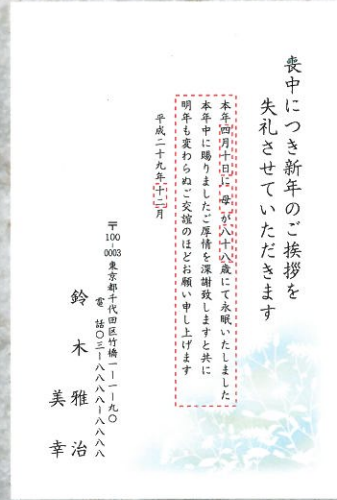 喪中につき新年のご挨拶を
失礼させていただきます
本年四月十日に 母 が八十八歳にて永眠いたしました
本年中に賜りましたご厚情を深謝致しますと共に
明年も変わらぬご交誼のほどお願い申し上げます
平成二十九年十二月
〒100-0003 東京都千代田区竹橋一-一-九〇
電話〇三-八八八八-八八八八
鈴木 雅治
美幸